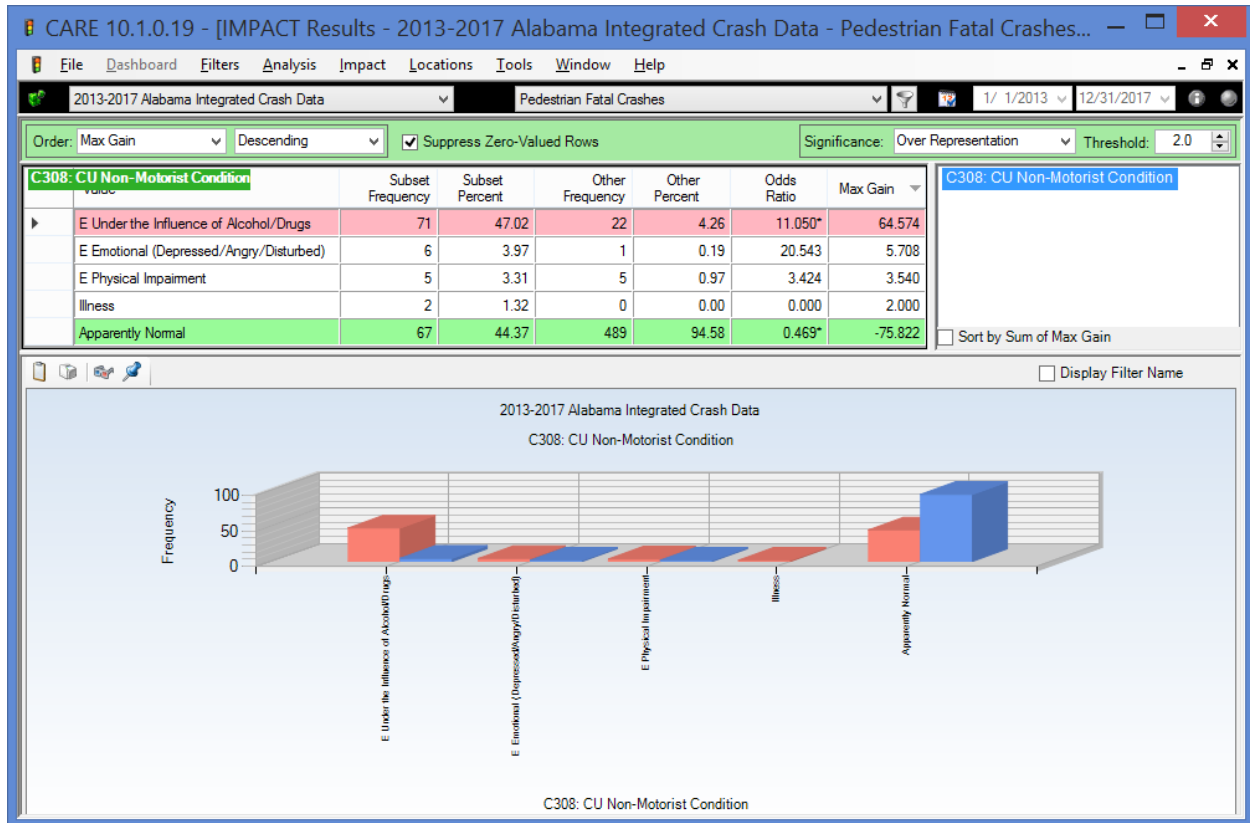 CARE 10.1.0.19 - [IMPACT Results - 2013-2017 Alabama Integrated Crash Data - Pedestrian Fatal Crashes...
File Dashboard Filters Analysis Impact Locations Tools Window Help
2013-2017 Alabama Integrated Crash Data Pedestrian Fatal Crashes 1/ 1/2013 12/31/2017
Order: Max Gain Descending Suppress Zero-Valued Rows Significance: Over Representation Threshold: 2.0
C308: CU Non-Motorist Condition Subset Frequency Subset Percent Other Frequency Other Percent Odds Ratio Max Gain C308: CU Non-Motorist Condition
E Under the Influence of Alcohol/Drugs 71 47.02 22 4.26 11.050* 64.574
E Emotional (Depressed/Angry/Disturbed) 6 3.97 1 0.19 20.543 5.708
E Physical Impairment 5 3.31 5 0.97 3.424 3.540
Illness 2 1.32 0 0.00 0.000 2.000
Apparently Normal 67 44.37 489 94.58 0.469* -75.822
Sort by Sum of Max Gain
Display Filter Name
2013-2017 Alabama Integrated Crash Data
C308: CU Non-Motorist Condition
Frequency
100
50
0
E Under the Influence of Alcohol/Drugs
E Emotional (Depressed/Angry/Disturbed)
E Physical Impairment
Illness
Apparently Normal
C308: CU Non-Motorist Condition